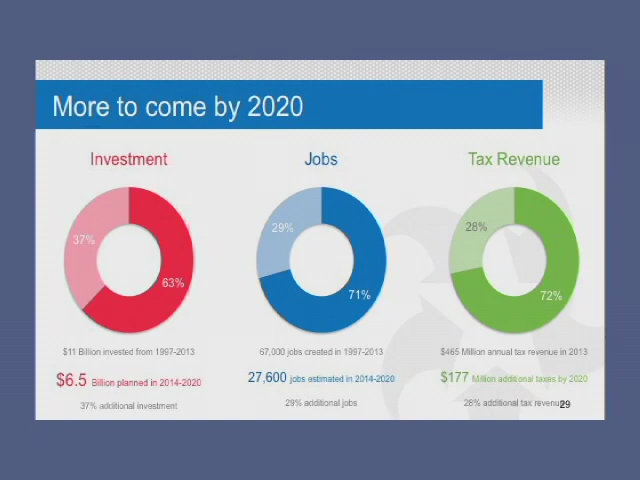 More to come by 2020
Investment
37%
63%
$11 Billion invested from 1997-2013
$6.5 Billion planned in 2014-2020
37% additional investment
Jobs
29%
71%
67,000 jobs created in 1997-2013
27,600 jobs estimated in 2014-2020
29% additional jobs
Tax Revenue
28%
72%
$465 Million annual tax revenue in 2013
$177 Million additional taxes by 2020
28% additional tax revenue
29